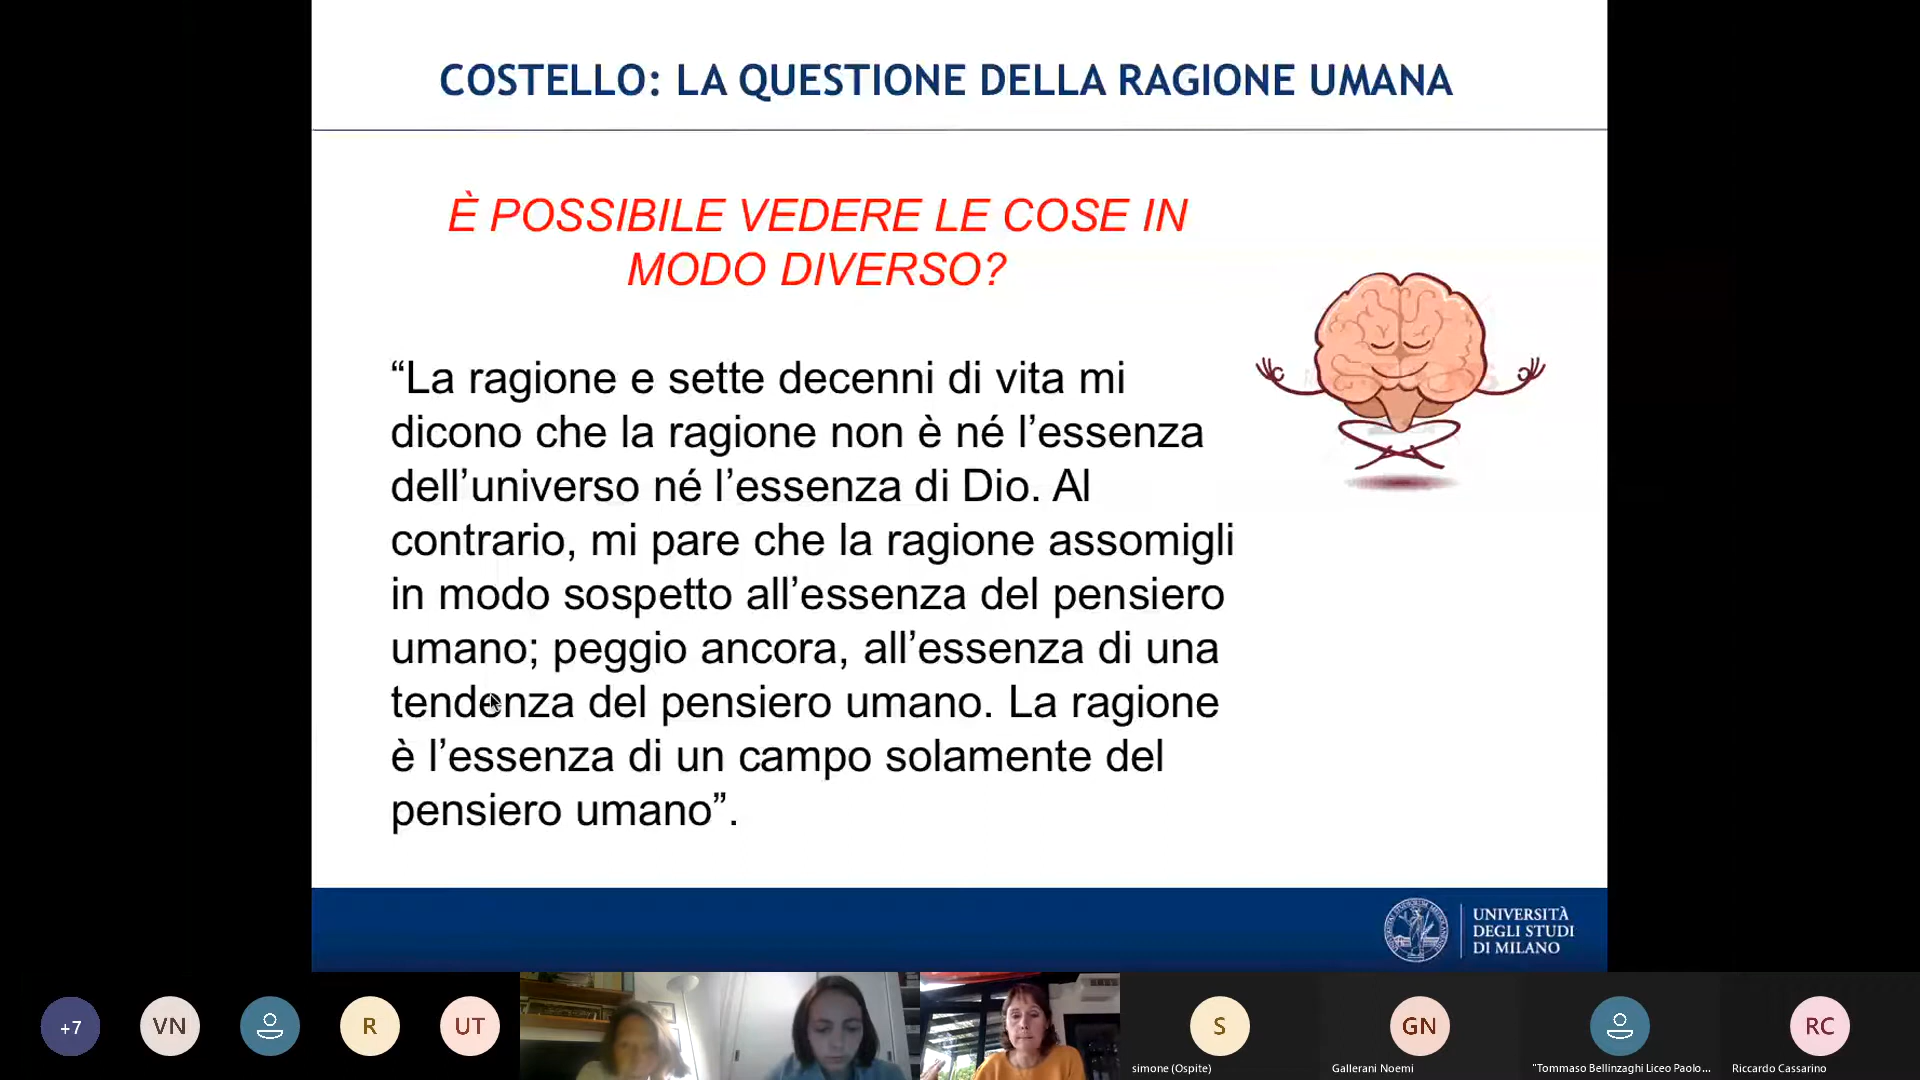 COSTELLO: LA QUESTIONE DELLA RAGIONE UMANA
È POSSIBILE VEDERE LE COSE IN
MODO DIVERSO?
“La ragione e sette decenni di vita mi
dicono che la ragione non è né l’essenza
dell’universo né l’essenza di Dio. Al
contrario, mi pare che la ragione assomigli
in modo sospetto all’essenza del pensiero
umano; peggio ancora, all’essenza di una
tendenza del pensiero umano. La ragione
è l’essenza di un campo solamente del
pensiero umano”.
UNIVERSITÀ
DEGLI STUDI
DI MILANO
+7
VN
R
UT
S
GN
RC
simone (Ospite)
Gallerani Noemi
"Tommaso Bellinzaghi Liceo Paolo...
Riccardo Cassarino